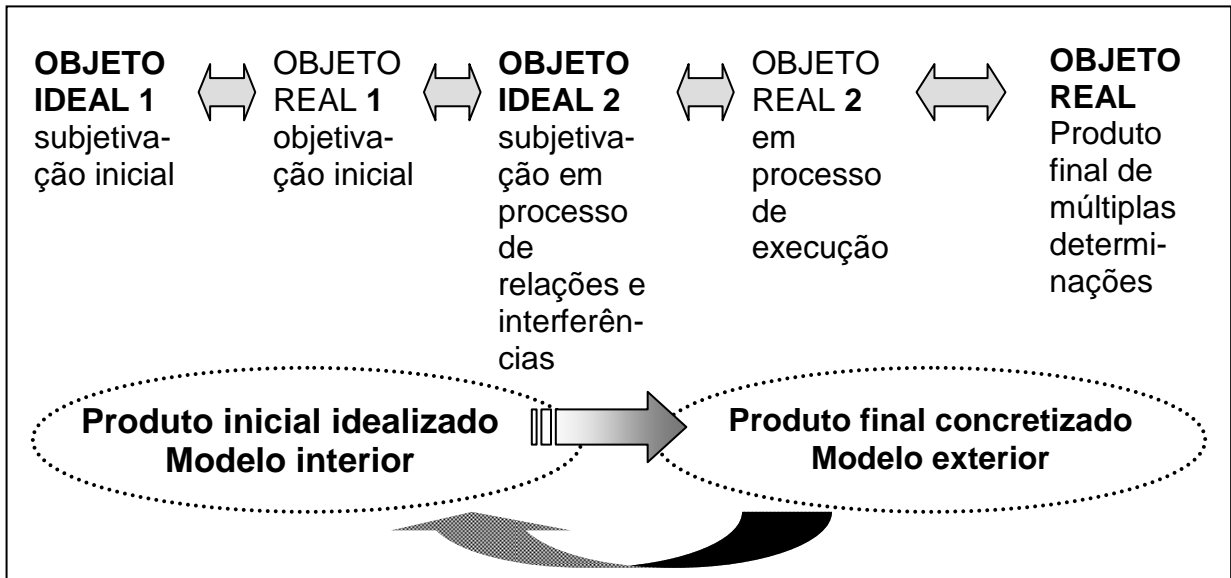 OBJETO
IDEAL 1
subjetiva-
ção inicial
OBJETO
REAL 1
objetiva-
ção inicial
OBJETO
IDEAL 2
subjetiva-
ção em
processo
de
relações e
interferên-
cias
OBJETO
REAL 2
em
processo
de
execução
OBJETO
REAL
Produto
final de
múltiplas
determi-
nações
Produto inicial idealizado
Modelo interior
Produto final concretizado
Modelo exterior